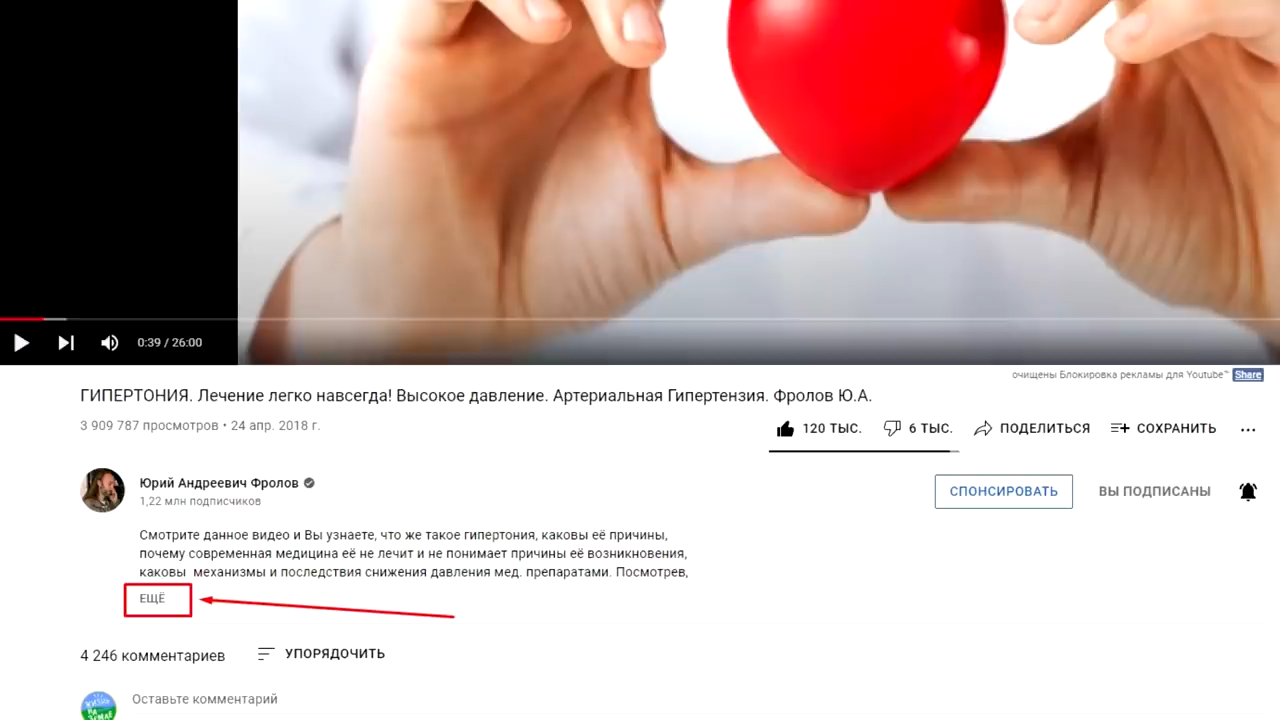 0:39 / 26:00
очищены Блокировка рекламы для Youtube™ Share
ГИПЕРТОНИЯ. Лечение легко навсегда! Высокое давление. Артериальная Гипертензия. Фролов Ю.А.
3 909 787 просмотров • 24 апр. 2018 г.
120 ТЫС. 6 ТЫС. ПОДЕЛИТЬСЯ СОХРАНИТЬ
Юрий Андреевич Фролов
1,22 млн подписчиков
СПОНСИРОВАТЬ ВЫ ПОДПИСАНЫ
Смотрите данное видео и Вы узнаете, что же такое гипертония, каковы её причины,
почему современная медицина её не лечит и не понимает причины её возникновения,
каковы механизмы и последствия снижения давления мед. препаратами. Посмотрев,
ЕЩЁ
4 246 комментариев УПОРЯДОЧИТЬ
Оставьте комментарий
ЖИЗНЬ
НА
ЗЕМЛЕ